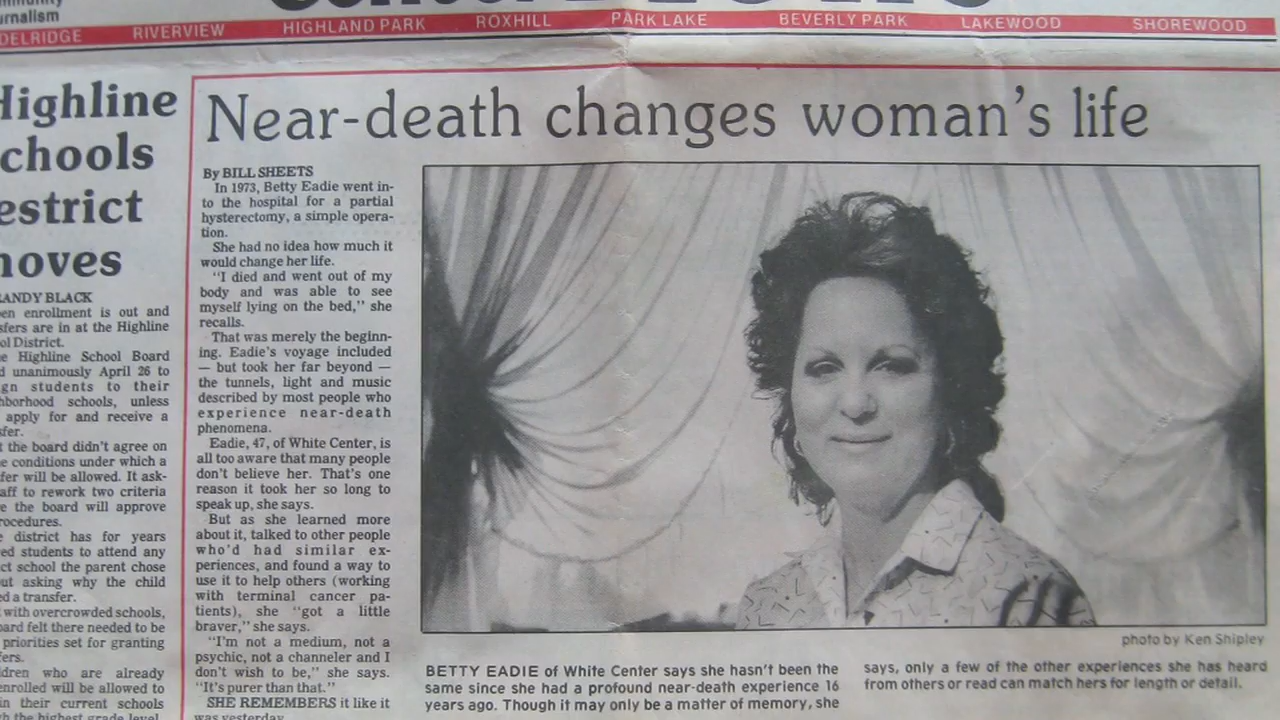 urnalism
DELRIDGE RIVERVIEW HIGHLAND PARK ROXHILL PARK LAKE BEVERLY PARK LAKEWOOD SHOREWOOD
Highline
chools
estrict
noves
RANDY BLACK
en enrollment is out and
sfers are in at the Highline
ol District.
e Highline School Board
d unanimously April 26 to
gn students to their
hborhood schools, unless
apply for and receive a
sfer.
t the board didn't agree on
e conditions under which a
fer will be allowed. It ask-
aff to rework two criteria
e the board will approve
rocedures.
e district has for years
ed students to attend any
ct school the parent chose
ut asking why the child
ed a transfer.
with overcrowded schools,
oard felt there needed to be
priorities set for granting
fers.
dren who are already
enrolled will be allowed to
in their current schools
h the highest grade level
Near-death changes woman's life
By BILL SHEETS
In 1973, Betty Eadie went in-
to the hospital for a partial
hysterectomy, a simple opera-
tion.
She had no idea how much it
would change her life.
"I died and went out of my
body and was able to see
myself lying on the bed," she
recalls.
That was merely the beginn-
ing. Eadie's voyage included
— but took her far beyond —
the tunnels, light and music
described by most people who
experience near-death
phenomena.
Eadie, 47, of White Center, is
all too aware that many people
don't believe her. That's one
reason it took her so long to
speak up, she says.
But as she learned more
about it, talked to other people
who'd had similar ex-
periences, and found a way to
use it to help others (working
with terminal cancer pa-
tients), she "got a little
braver," she says.
"I'm not a medium, not a
psychic, not a channeler and I
don't wish to be," she says.
"It's purer than that."
SHE REMEMBERS it like it
was yesterday
photo by Ken Shipley
BETTY EADIE of White Center says she hasn't been the
same since she had a profound near-death experience 16
years ago. Though it may only be a matter of memory, she
says, only a few of the other experiences she has heard
from others or read can match hers for length or detail.